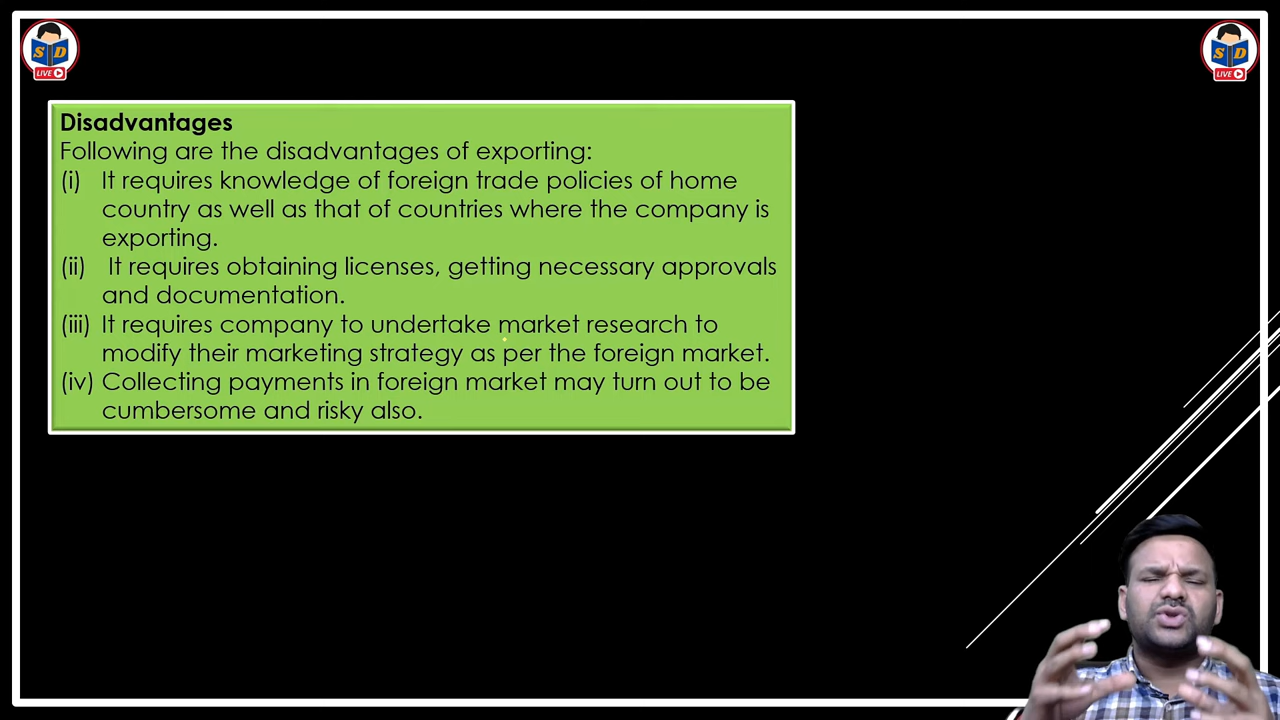 S D
LIVE
S D
LIVE
Disadvantages
Following are the disadvantages of exporting:
(i) It requires knowledge of foreign trade policies of home
country as well as that of countries where the company is
exporting.
(ii) It requires obtaining licenses, getting necessary approvals
and documentation.
(iii) It requires company to undertake market research to
modify their marketing strategy as per the foreign market.
(iv) Collecting payments in foreign market may turn out to be
cumbersome and risky also.